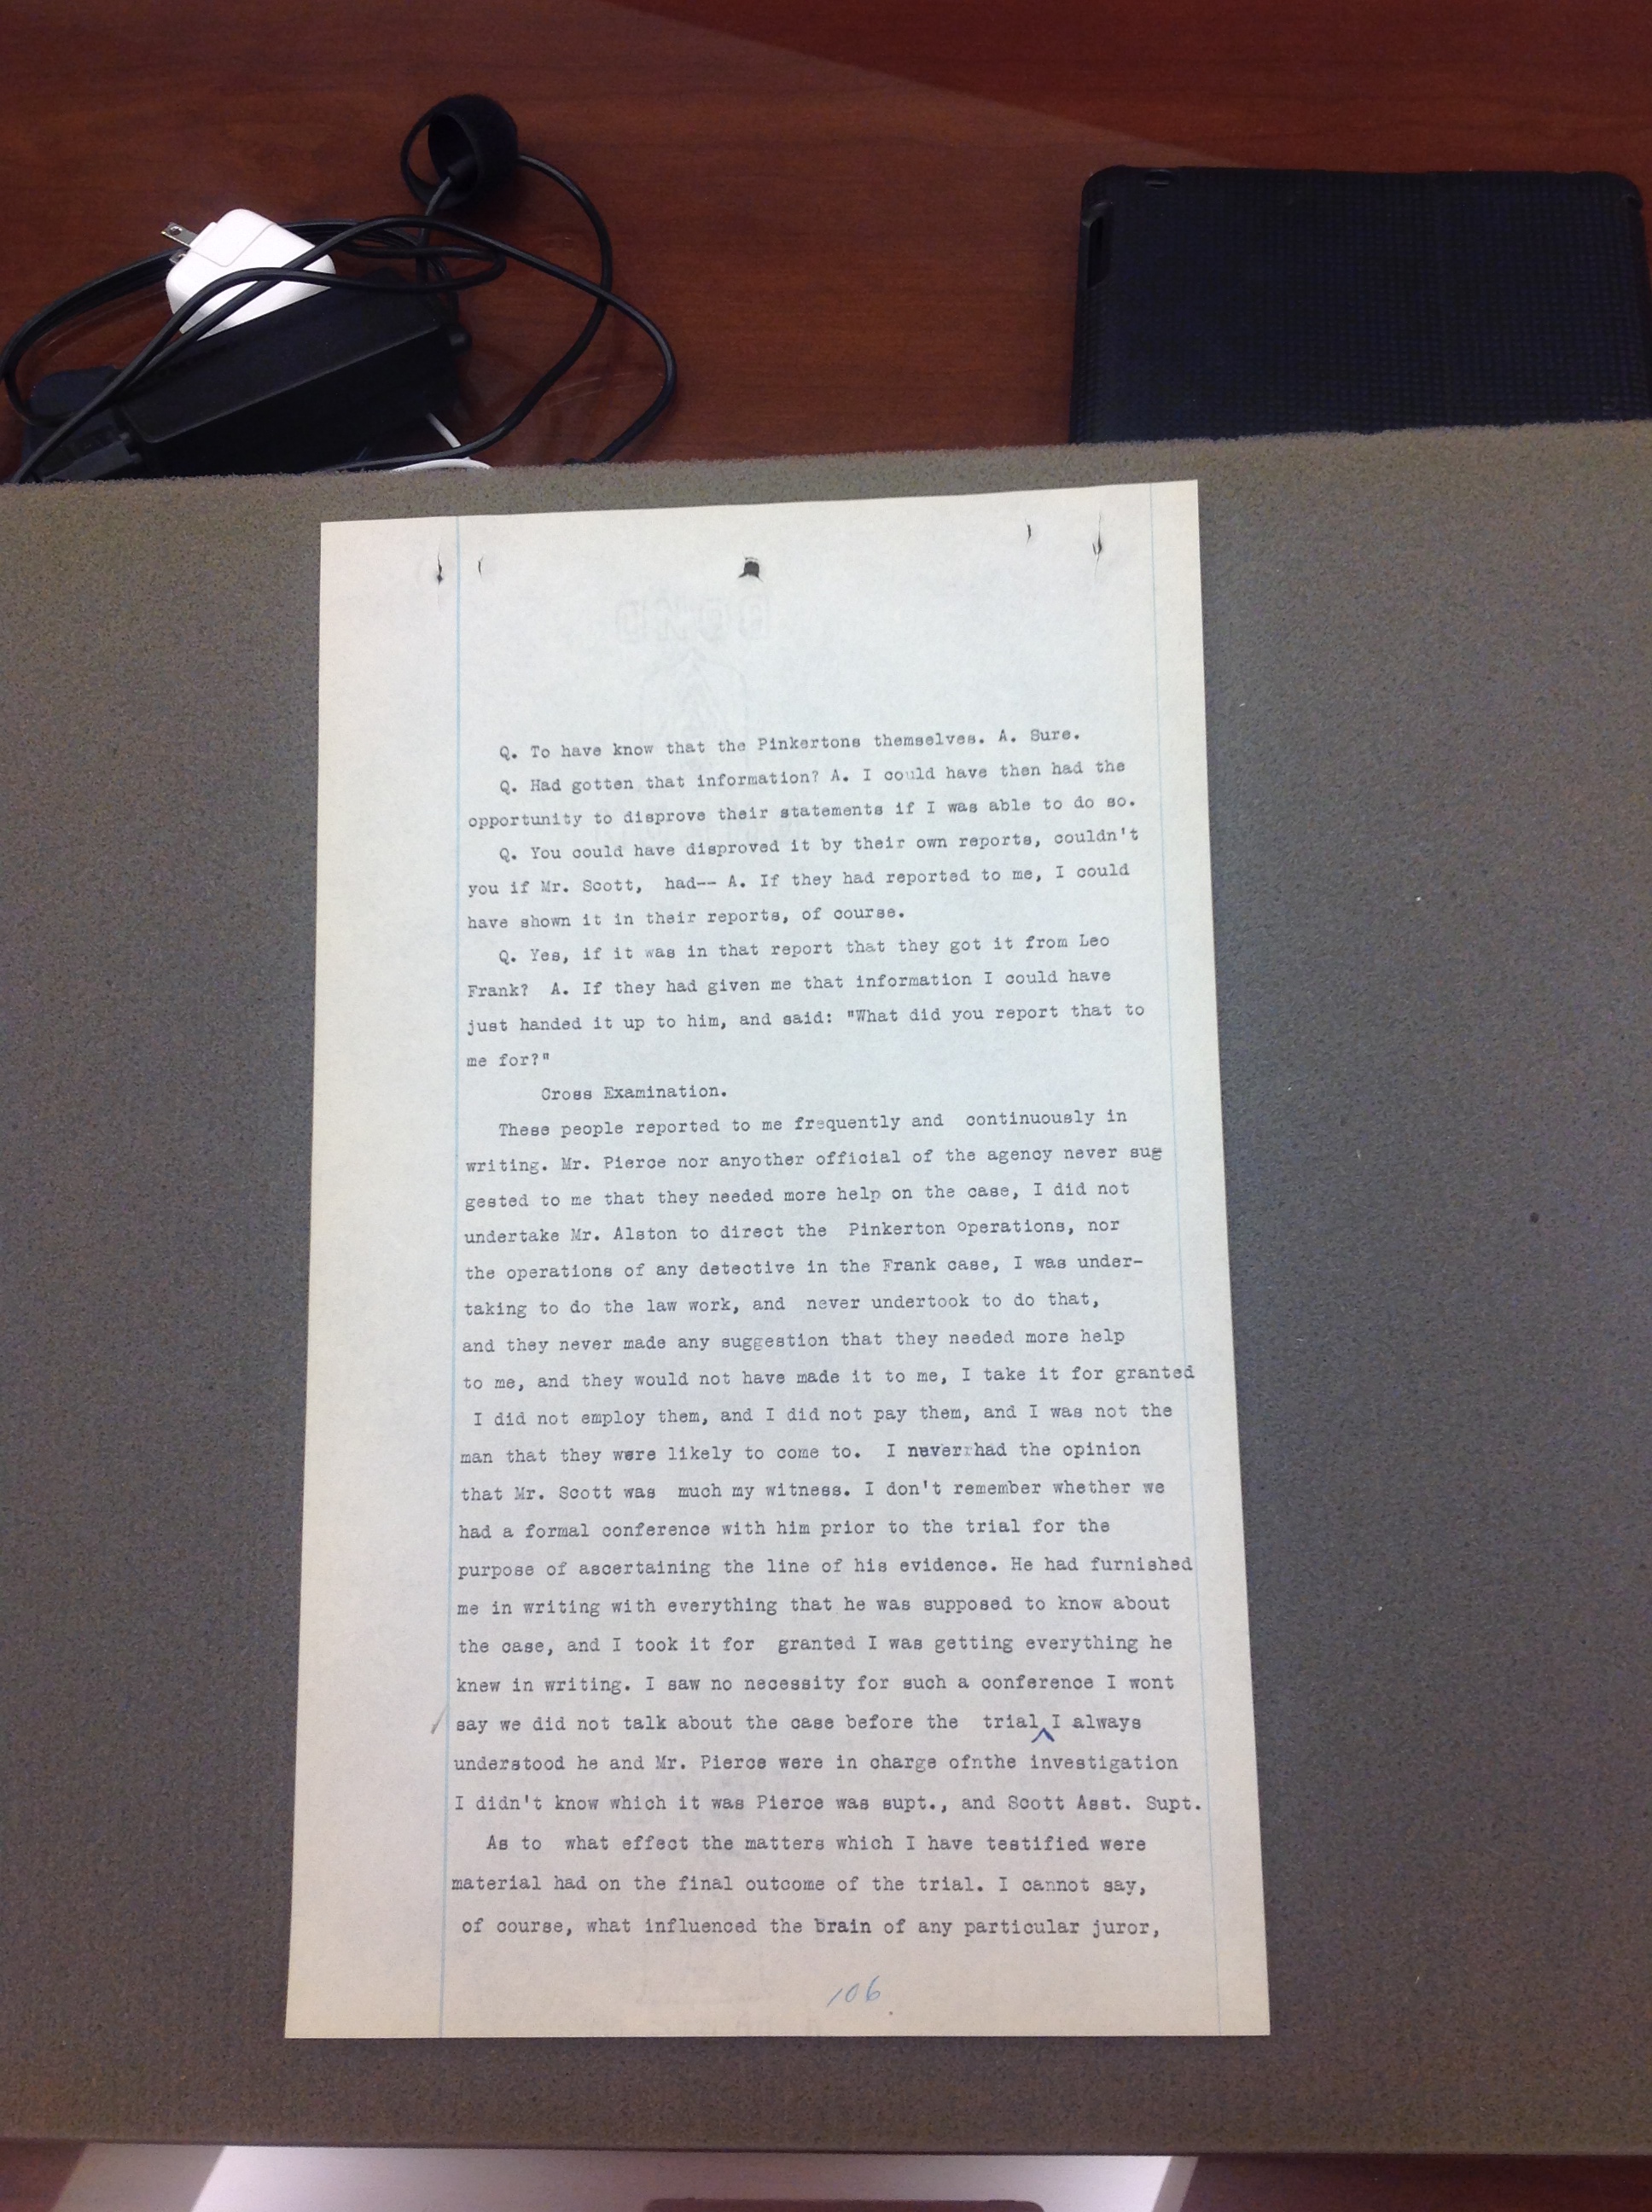 Q. To have know that the Pinkertons themselves. A. Sure.
Q. Had gotten that information? A. I could have then had the
opportunity to disprove their statements if I was able to do so.
Q. You could have disproved it by their own reports, couldn't
you if Mr. Scott, had-- A. If they had reported to me, I could
have shown it in their reports, of course.
Q. Yes, if it was in that report that they got it from Leo
Frank? A. If they had given me that information I could have
just handed it up to him, and said: "What did you report that to
me for?"
Cross Examination.
These people reported to me frequently and continuously in
writing. Mr. Pierce nor anyother official of the agency never sug
gested to me that they needed more help on the case, I did not
undertake Mr. Alston to direct the Pinkerton Operations, nor
the operations of any detective in the Frank case, I was under-
taking to do the law work, and never undertook to do that,
and they never made any suggestion that they needed more help
to me, and they would not have made it to me, I take it for granted
I did not employ them, and I did not pay them, and I was not the
man that they were likely to come to. I never had the opinion
that Mr. Scott was much my witness. I don't remember whether we
had a formal conference with him prior to the trial for the
purpose of ascertaining the line of his evidence. He had furnished
me in writing with everything that he was supposed to know about
the case, and I took it for granted I was getting everything he
knew in writing. I saw no necessity for such a conference I wont
say we did not talk about the case before the trial ^ I always
understood he and Mr. Pierce were in charge ofnthe investigation
I didn't know which it was Pierce was supt., and Scott Asst. Supt.
As to what effect the matters which I have testified were
material had on the final outcome of the trial. I cannot say,
of course, what influenced the brain of any particular juror,
106